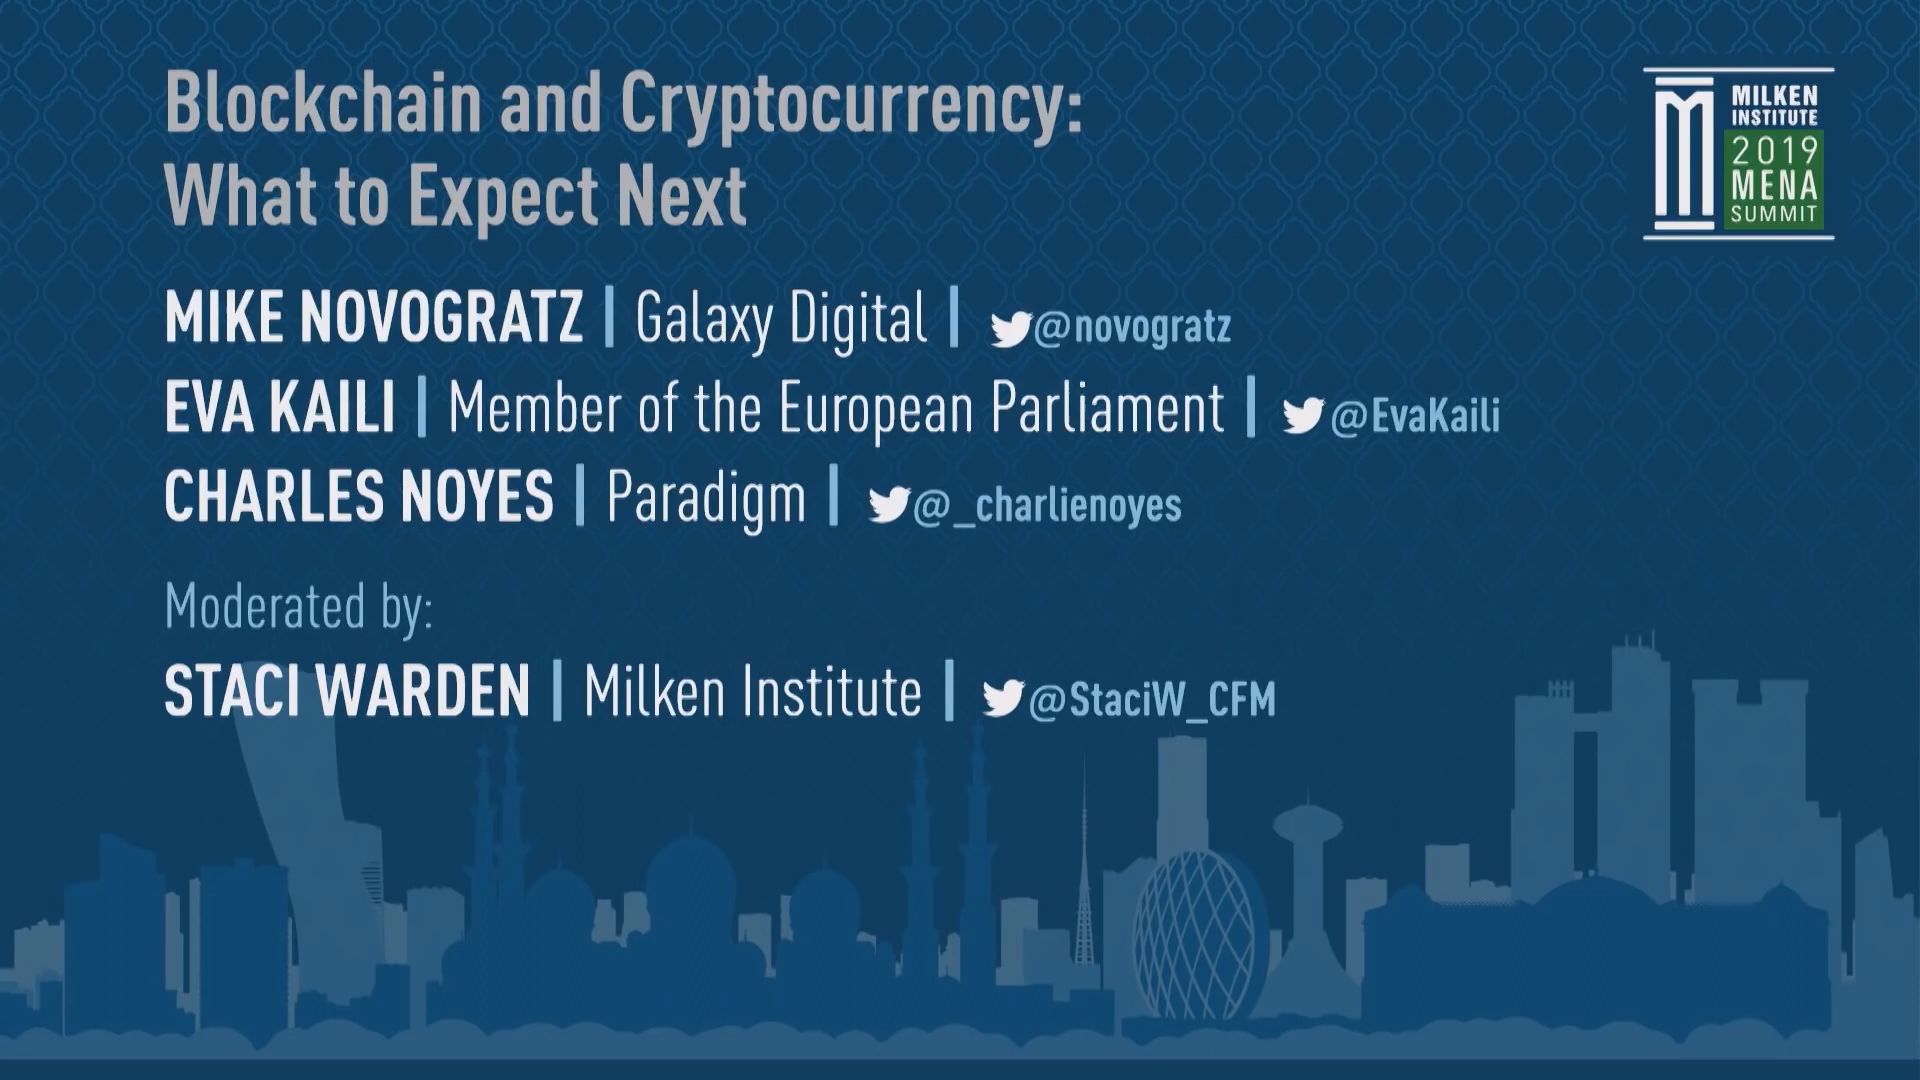 Blockchain and Cryptocurrency:
What to Expect Next
MILKEN
INSTITUTE
2019
MENA
SUMMIT
MIKE NOVOGRATZ | Galaxy Digital | @novogratz
EVA KAILI | Member of the European Parliament | @EvaKaili
CHARLES NOYES | Paradigm | @_charlienoyes
Moderated by:
STACI WARDEN | Milken Institute | @StaciW_CFM